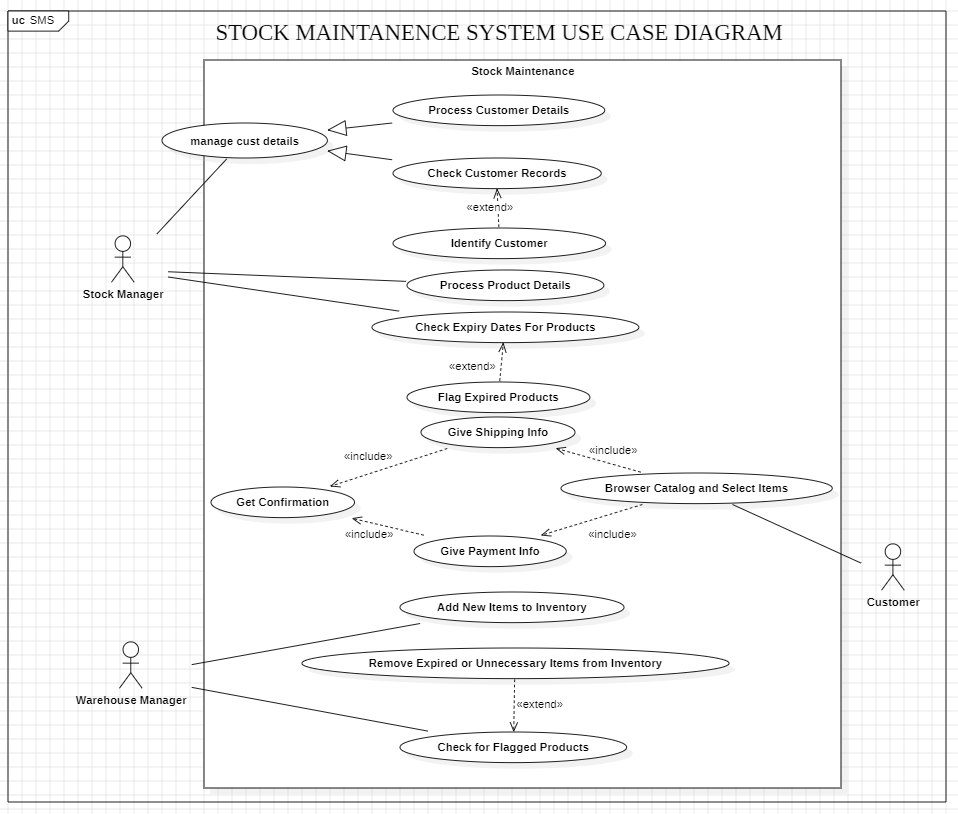 uc SMS
STOCK MAINTANENCE SYSTEM USE CASE DIAGRAM
Stock Maintenance
Process Customer Details
manage cust details
Check Customer Records
«extend»
Identify Customer
Process Product Details
Stock Manager
Check Expiry Dates For Products
«extend»
Flag Expired Products
Give Shipping Info
«include»
«include»
Browser Catalog and Select Items
Get Confirmation
«include»
«include»
Give Payment Info
Customer
Add New Items to Inventory
Remove Expired or Unnecessary Items from Inventory
Warehouse Manager
«extend»
Check for Flagged Products